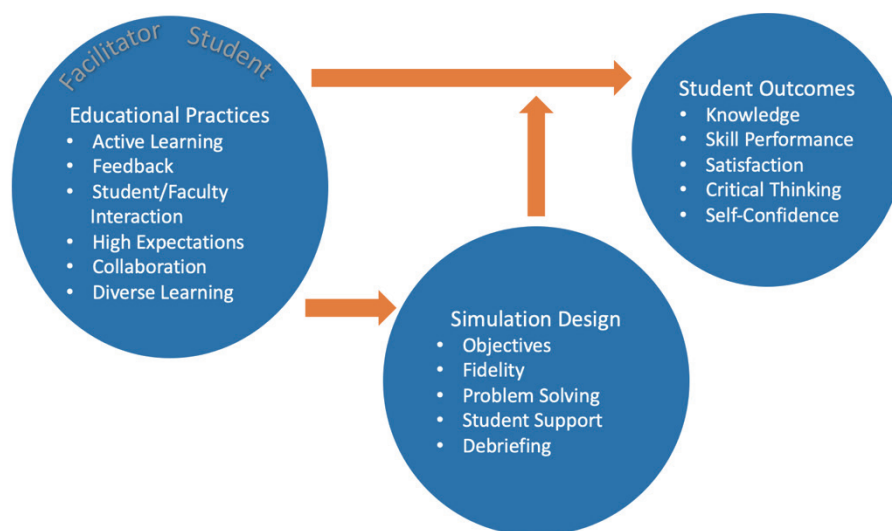 Facilitator Student
Educational Practices
• Active Learning
• Feedback
• Student/Faculty
Interaction
• High Expectations
• Collaboration
• Diverse Learning
Simulation Design
• Objectives
• Fidelity
• Problem Solving
• Student Support
• Debriefing
Student Outcomes
• Knowledge
• Skill Performance
• Satisfaction
• Critical Thinking
• Self-Confidence